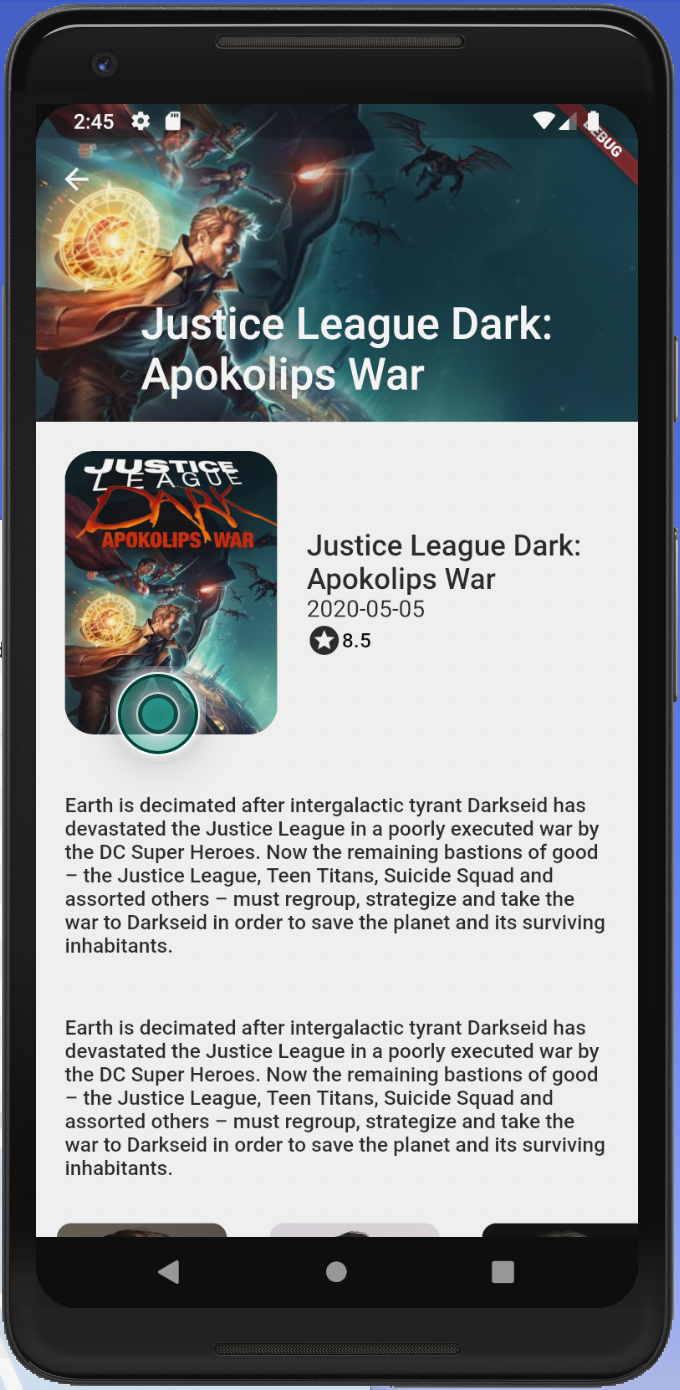 2:45
DEBUG
Justice League Dark:
Apokolips War
JUSTICE
LEAGUE
DARK
APOKOLIPS WAR
Justice League Dark:
Apokolips War
2020-05-05
8.5
Earth is decimated after intergalactic tyrant Darkseid has
devastated the Justice League in a poorly executed war by
the DC Super Heroes. Now the remaining bastions of good
– the Justice League, Teen Titans, Suicide Squad and
assorted others – must regroup, strategize and take the
war to Darkseid in order to save the planet and its surviving
inhabitants.
Earth is decimated after intergalactic tyrant Darkseid has
devastated the Justice League in a poorly executed war by
the DC Super Heroes. Now the remaining bastions of good
– the Justice League, Teen Titans, Suicide Squad and
assorted others – must regroup, strategize and take the
war to Darkseid in order to save the planet and its surviving
inhabitants.